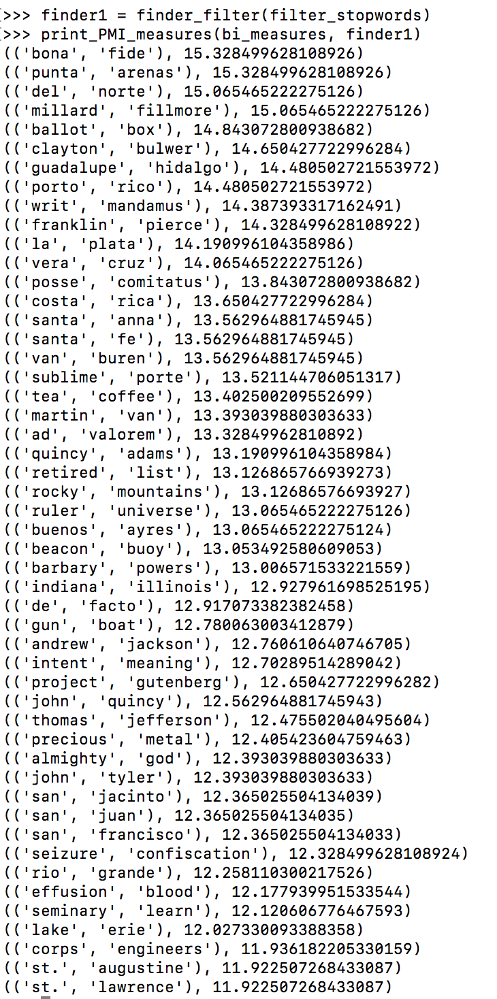 >>> finder1 = finder_filter(filter_stopwords)
>>> print_PMI_measures(bi_measures, finder1)
(('bona', 'fide'), 15.328499628108926)
(('punta', 'arenas'), 15.328499628108926)
(('del', 'norte'), 15.065465222275126)
(('millard', 'fillmore'), 15.065465222275126)
(('ballot', 'box'), 14.843072800938682)
(('clayton', 'bulwer'), 14.650427722996284)
(('guadalupe', 'hidalgo'), 14.480502721553972)
(('porto', 'rico'), 14.480502721553972)
(('writ', 'mandamus'), 14.387393317162491)
(('franklin', 'pierce'), 14.328499628108922)
(('la', 'plata'), 14.190996104358986)
(('vera', 'cruz'), 14.065465222275126)
(('posse', 'comitatus'), 13.843072800938682)
(('costa', 'rica'), 13.650427722996284)
(('santa', 'anna'), 13.562964881745945)
(('santa', 'fe'), 13.562964881745945)
(('van', 'buren'), 13.562964881745945)
(('sublime', 'porte'), 13.521144706051317)
(('tea', 'coffee'), 13.402500209552699)
(('martin', 'van'), 13.393039880303633)
(('ad', 'valorem'), 13.32849962810892)
(('quincy', 'adams'), 13.190996104358984)
(('retired', 'list'), 13.126865766939273)
(('rocky', 'mountains'), 13.12686576693927)
(('ruler', 'universe'), 13.065465222275126)
(('buenos', 'ayres'), 13.065465222275124)
(('beacon', 'buoy'), 13.053492580609053)
(('barbary', 'powers'), 13.006571533221559)
(('indiana', 'illinois'), 12.927961698525195)
(('de', 'facto'), 12.917073382382458)
(('gun', 'boat'), 12.780063003412879)
(('andrew', 'jackson'), 12.760610640746705)
(('intent', 'meaning'), 12.70289514289042)
(('project', 'gutenberg'), 12.650427722996282)
(('john', 'quincy'), 12.562964881745943)
(('thomas', 'jefferson'), 12.475502040495604)
(('precious', 'metal'), 12.405423604759463)
(('almighty', 'god'), 12.393039880303633)
(('john', 'tyler'), 12.393039880303633)
(('san', 'jacinto'), 12.365025504134039)
(('san', 'juan'), 12.365025504134035)
(('san', 'francisco'), 12.365025504134033)
(('seizure', 'confiscation'), 12.328499628108924)
(('rio', 'grande'), 12.258110300217526)
(('effusion', 'blood'), 12.177939951533544)
(('seminary', 'learn'), 12.120606776467593)
(('lake', 'erie'), 12.027330093388358)
(('corps', 'engineers'), 11.936182205330159)
(('st.', 'augustine'), 11.922507268433087)
(('st.', 'lawrence'), 11.922507268433087)